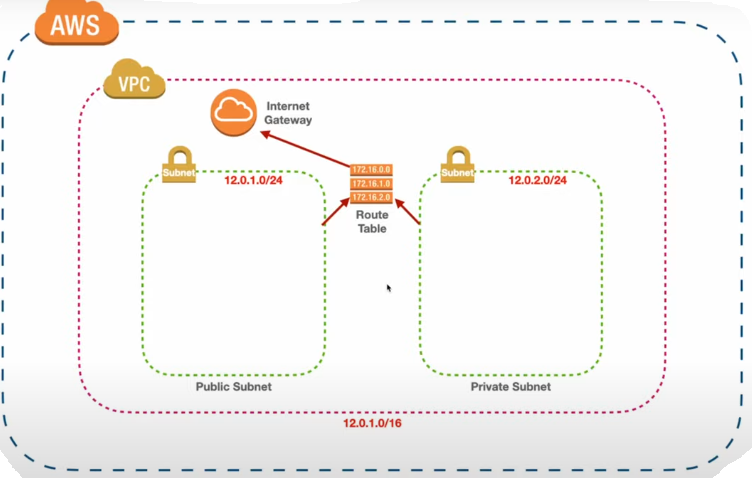 AWS
VPC
Internet
Gateway
Subnet
12.0.1.0/24
172.16.0.0
172.16.1.0
172.16.2.0
Route
Table
Subnet
12.0.2.0/24
Public Subnet
Private Subnet
12.0.1.0/16